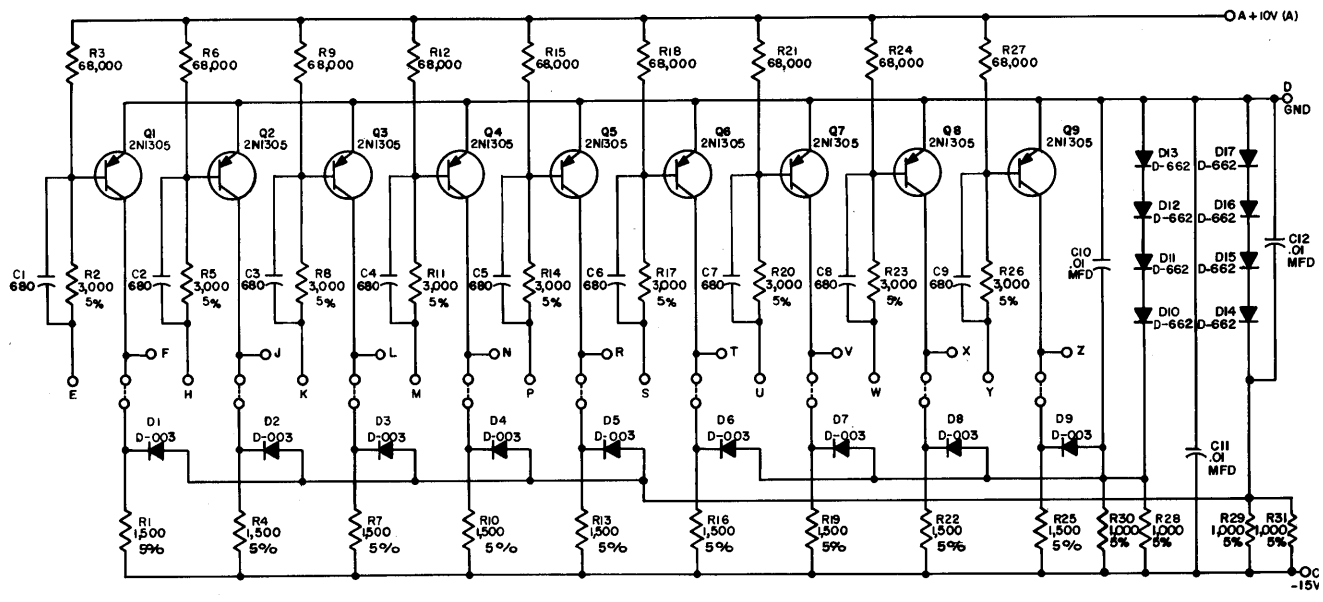 A+10V (A)
R3 68,000
R6 68,000
R9 68,000
R12 68,000
R15 68,000
R18 68,000
R21 68,000
R24 68,000
R27 68,000
D
GND
Q1 2N1305
Q2 2N1305
Q3 2N1305
Q4 2N1305
Q5 2N1305
Q6 2N1305
Q7 2N1305
Q8 2N1305
Q9 2N1305
D13 D-662
D17 D-662
D12 D-662
D16 D-662
D11 D-662
D15 D-662
D10 D-662
D14 D-662
C10 .01 MFD
C12 .01 MFD
C11 .01 MFD
C1 680
R2 3,000 5%
C2 680
R5 3,000 5%
C3 680
R8 3,000 5%
C4 680
R11 3,000 5%
C5 680
R14 3,000 5%
C6 680
R17 3,000 5%
C7 680
R20 3,000 5%
C8 680
R23 3,000 5%
C9 680
R26 3,000 5%
F J L N R T V X Z
E H K M P S U W Y
D1 D-003
D2 D-003
D3 D-003
D4 D-003
D5 D-003
D6 D-003
D7 D-003
D8 D-003
D9 D-003
R1 1,500 5%
R4 1,500 5%
R7 1,500 5%
R10 1,500 5%
R13 1,500 5%
R16 1,500 5%
R19 1,500 5%
R22 1,500 5%
R25 1,500 5%
R30 1,000 5%
R28 1,000 5%
R29 1,000 5%
R31 1,000 5%
C
-15V